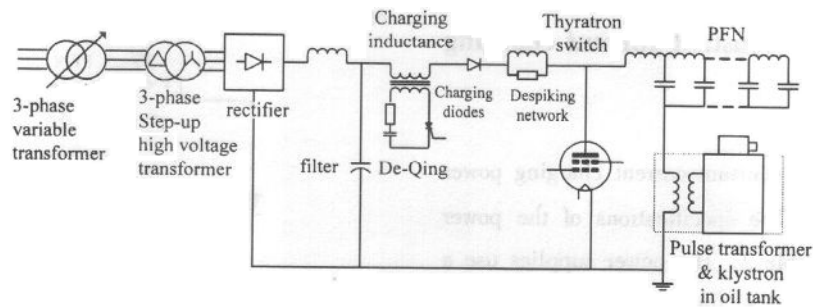 Charging
inductance
Thyratron
switch
PFN
3-phase
variable
transformer
3-phase
Step-up
high voltage
transformer
rectifier
filter
De-Qing
Charging
diodes
Despiking
network
Pulse transformer
& klystron
in oil tank